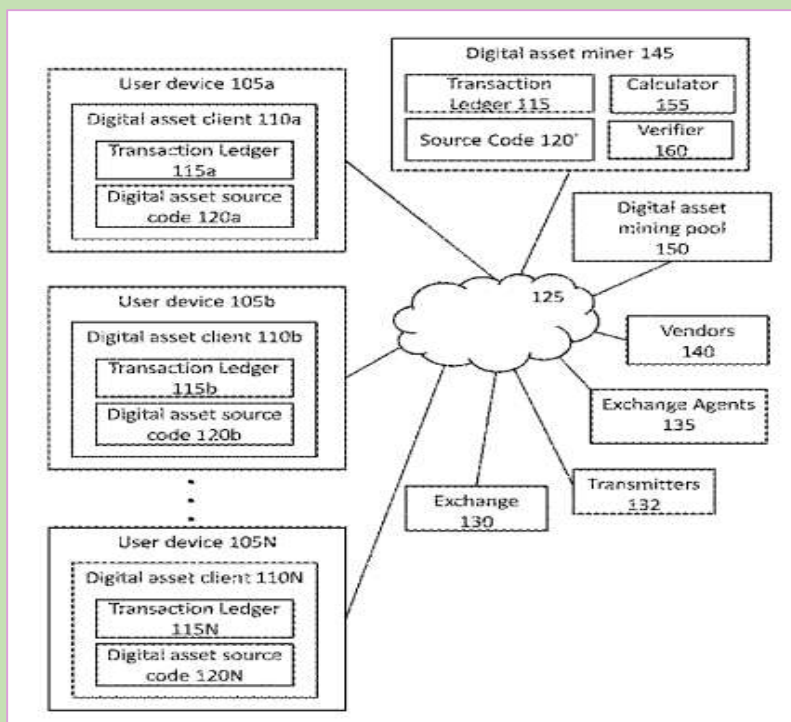 User device 105a
Digital asset client 110a
Transaction Ledger
115a
Digital asset source
code 120a
User device 105b
Digital asset client 110b
Transaction Ledger
115b
Digital asset source
code 120b
User device 105N
Digital asset client 110N
Transaction Ledger
115N
Digital asset source
code 120N
Digital asset miner 145
Transaction
Ledger 115
Calculator
155
Source Code 120'
Verifier
160
Digital asset
mining pool
150
125
Vendors
140
Exchange Agents
135
Transmitters
132
Exchange
130